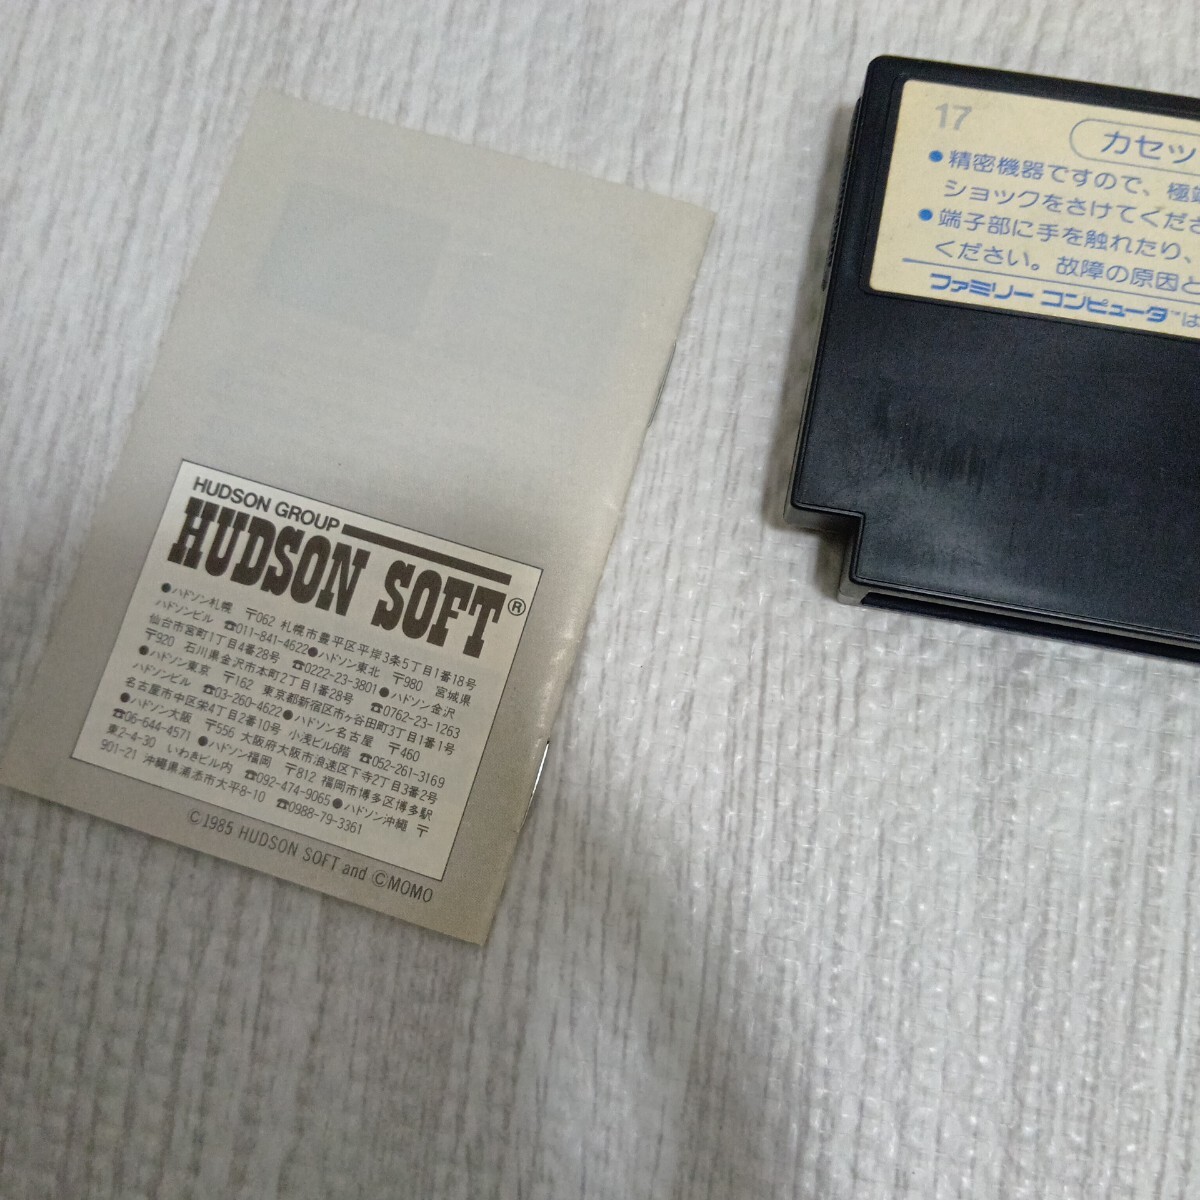 HUDSON GROUP
HUDSON SOFT®
●ハドソン札幌 〒062 札幌市豊平区平岸3条5丁目1番18号
ハドソンビル ☎011-841-4622●ハドソン東北 〒980 宮城県
仙台市宮町1丁目4番28号 ☎0222-23-3801●ハドソン金沢
〒920 石川県金沢市本町2丁目1番28号 ☎0762-23-1263
●ハドソン東京 〒162 東京都新宿区市ヶ谷田町3丁目1番1号
ハドソンビル ☎03-260-4622●ハドソン名古屋 〒460
名古屋市中区栄4丁目2番10号 小浅ビル6階 ☎052-261-3169
●ハドソン大阪 〒556 大阪府大阪市浪速区下寺2丁目3番2号
☎06-644-4571●ハドソン福岡 〒812 福岡市博多区博多駅
東2-4-30 いわきビル内 ☎092-474-9065●ハドソン沖縄 〒
901-21 沖縄県浦添市大平8-10 ☎0988-79-3361
©1985 HUDSON SOFT and ©MOMO
17
カセッ
●精密機器ですので、極端
ショックをさけてくださ
●端子部に手を触れたり、
ください。故障の原因と
ファミリー コンピュータ™は